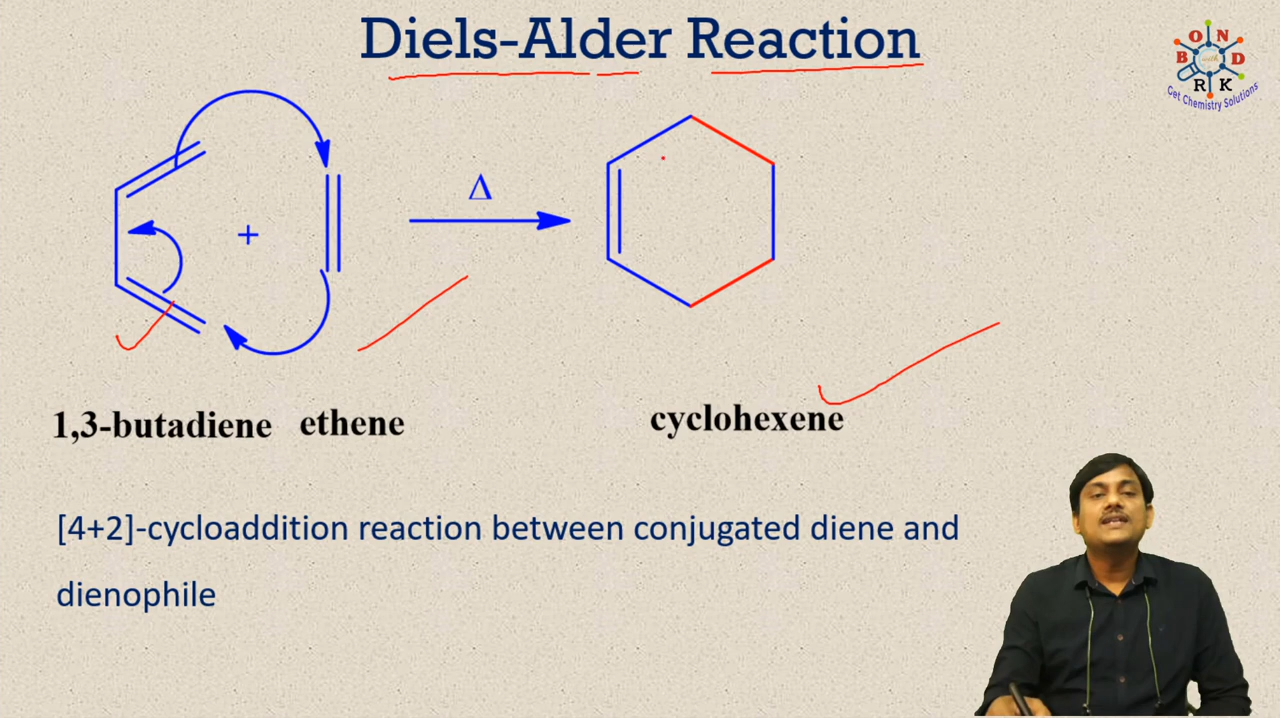 Diels-Alder Reaction
BOND
with
RK
Get Chemistry Solutions
+
Δ
1,3-butadiene ethene
cyclohexene
[4+2]-cycloaddition reaction between conjugated diene and
dienophile